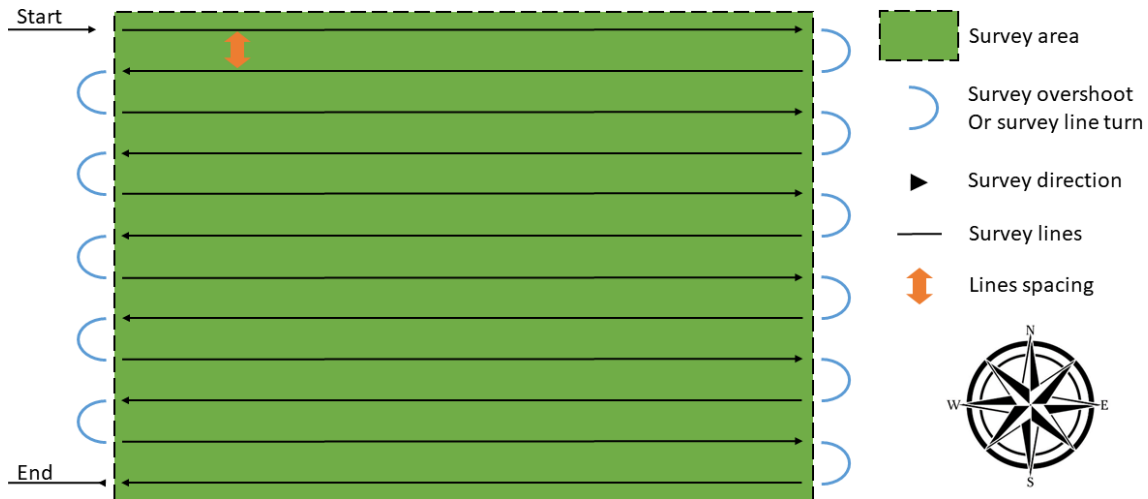 Start
Survey area
Survey overshoot
Or survey line turn
Survey direction
Survey lines
Lines spacing
N
W
E
S
End